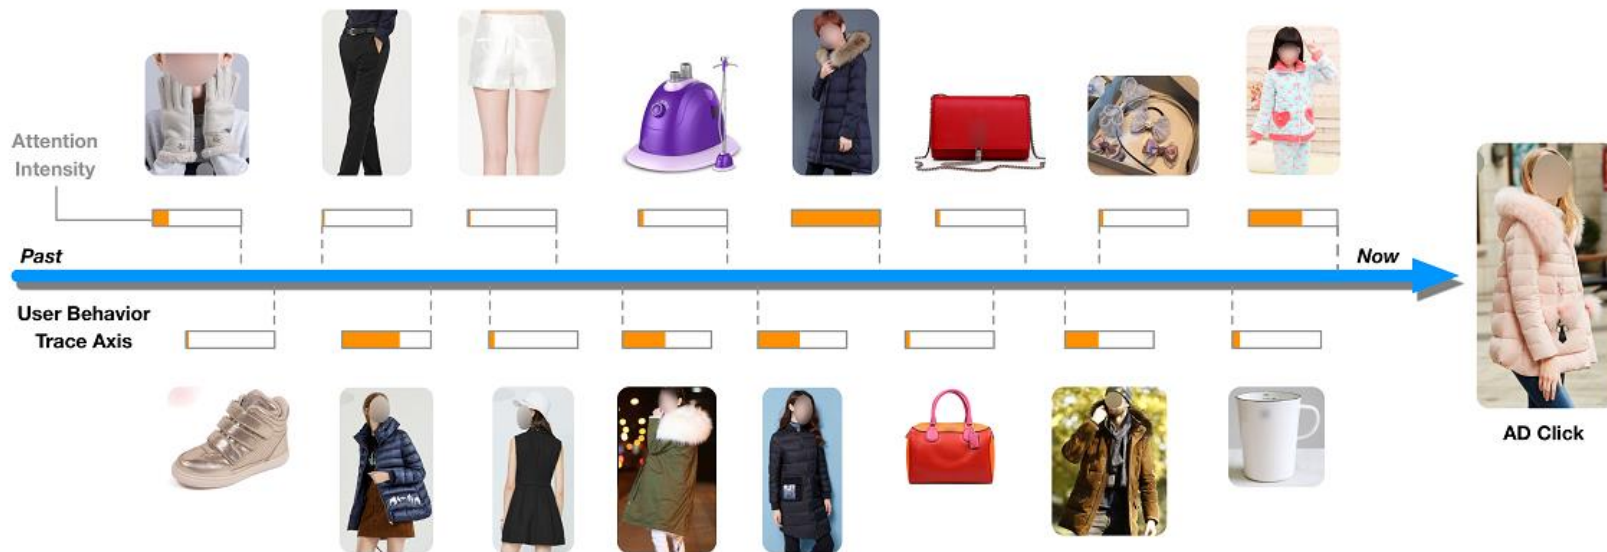 Attention
Intensity
Past
Now
User Behavior
Trace Axis
AD Click